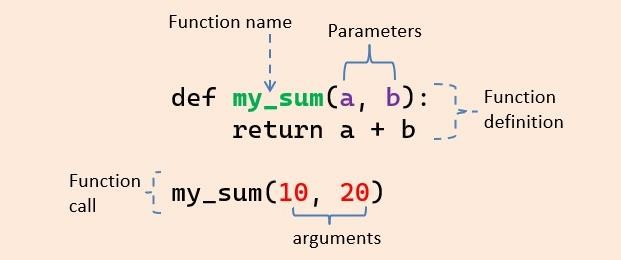 Function name
Parameters
def my_sum(a, b):
return a + b
Function
definition
Function
call
my_sum(10, 20)
arguments